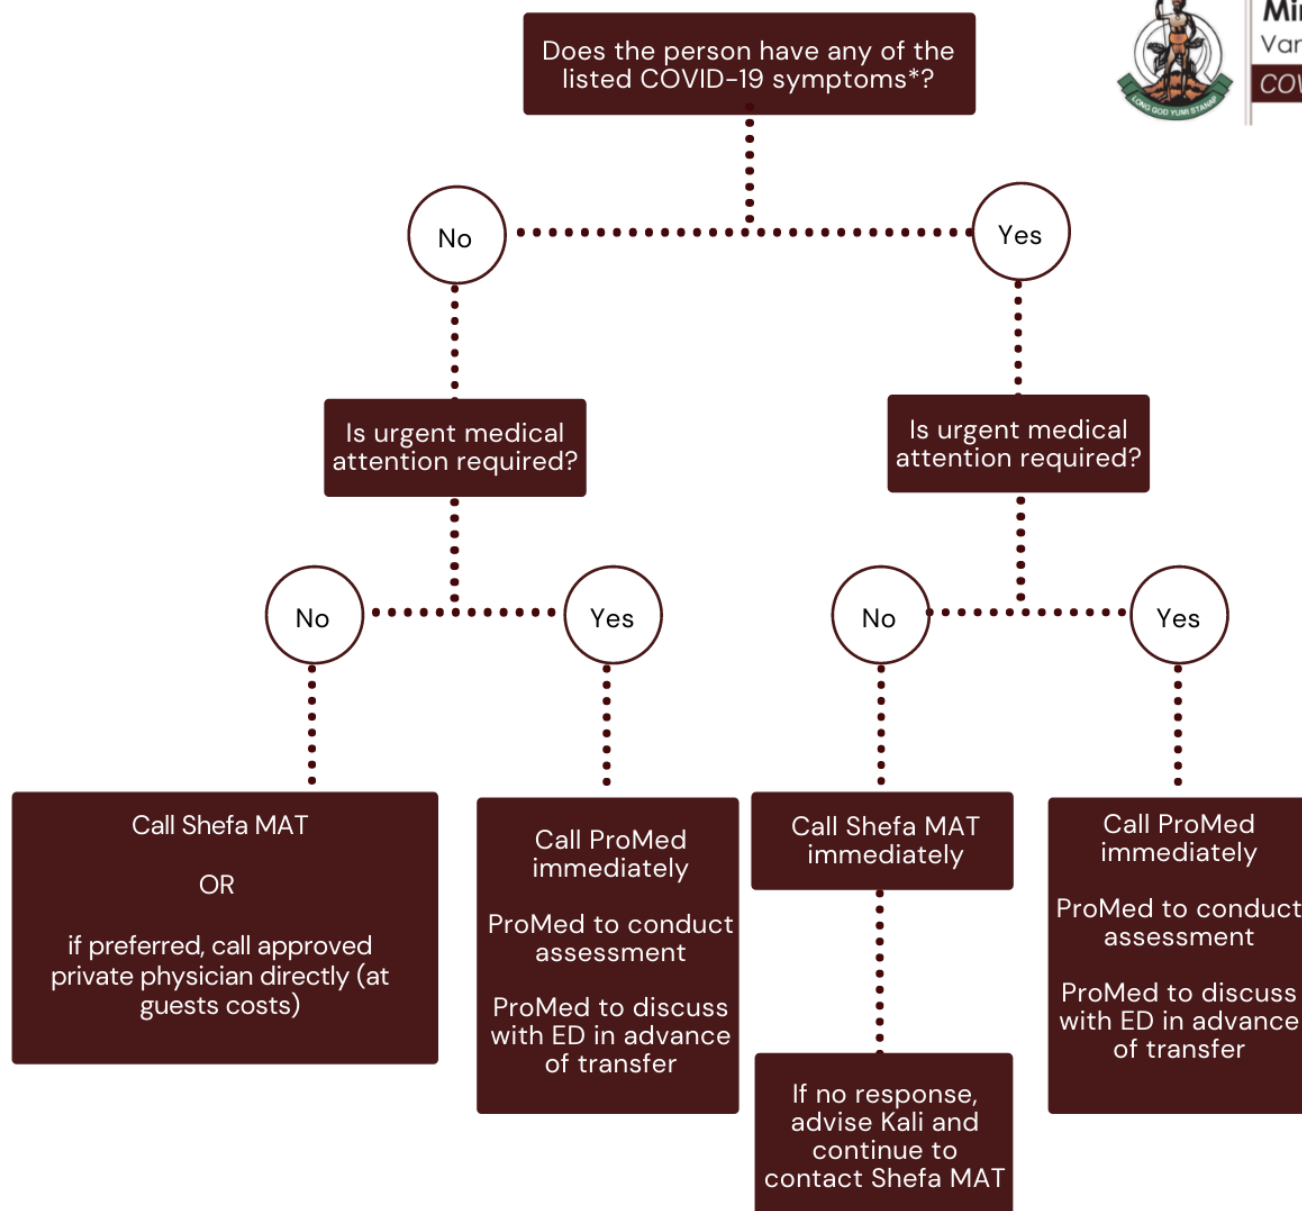 Does the person have any of the
listed COVID-19 symptoms*?
LONG GOD YUMI STANAP
No
Yes
Is urgent medical
attention required?
Is urgent medical
attention required?
No
Yes
No
Yes
Call Shefa MAT
OR
if preferred, call approved
private physician directly (at
guests costs)
Call ProMed
immediately
ProMed to conduct
assessment
ProMed to discuss
with ED in advance
of transfer
Call Shefa MAT
immediately
If no response,
advise Kali and
continue to
contact Shefa MAT
Call ProMed
immediately
ProMed to conduct
assessment
ProMed to discuss
with ED in advance
of transfer